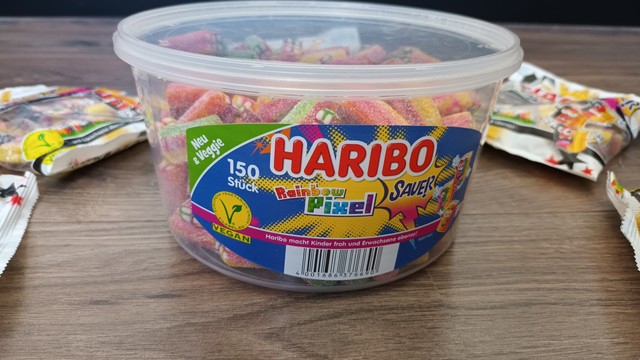 Neu
& Veggie
150
Stück
HARIBO
Rainbow
Pixel
SAUER
VEGAN
Haribo macht Kinder froh und Erwachsene ebenso!